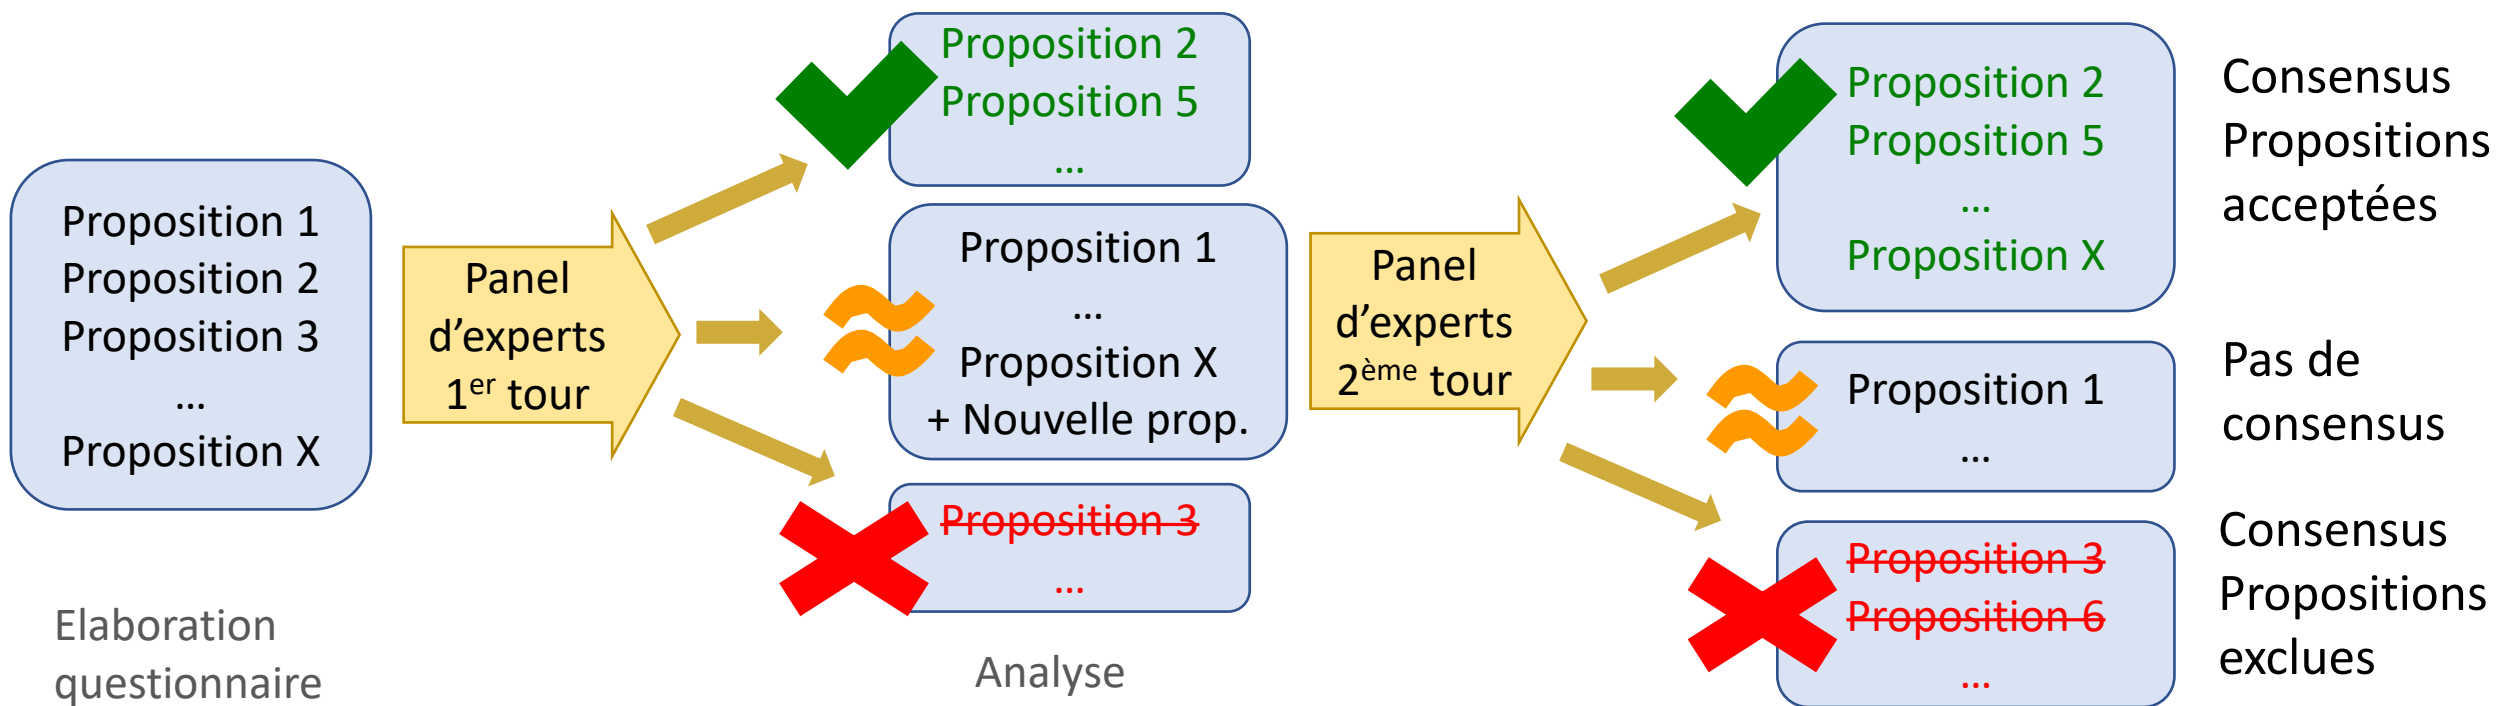 Proposition 1
Proposition 2
Proposition 3
...
Proposition X
Elaboration
questionnaire
Panel
d’experts
1er tour
Proposition 2
Proposition 5
...
Proposition 1
...
Proposition X
+ Nouvelle prop.
Proposition 3
...
Analyse
Panel
d’experts
2ème tour
Proposition 2
Proposition 5
...
Proposition X
Proposition 1
...
Proposition 3
Proposition 6
...
Consensus
Propositions
acceptées
Pas de
consensus
Consensus
Propositions
exclues